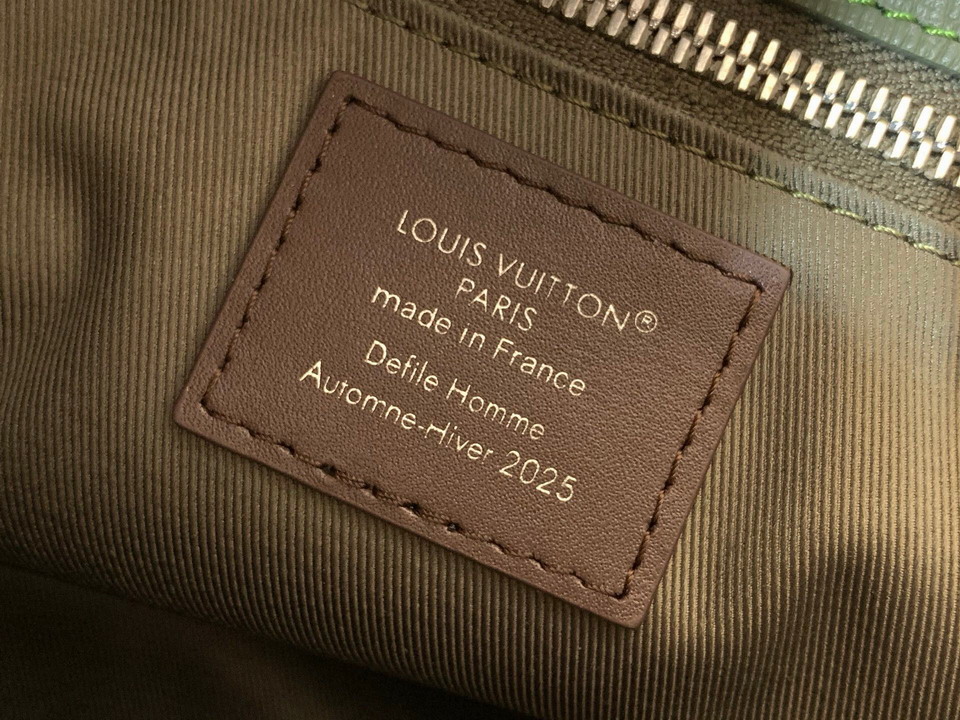 LOUIS VUITTON®
PARIS
made in France
Defile Homme
Automne-Hiver 2025